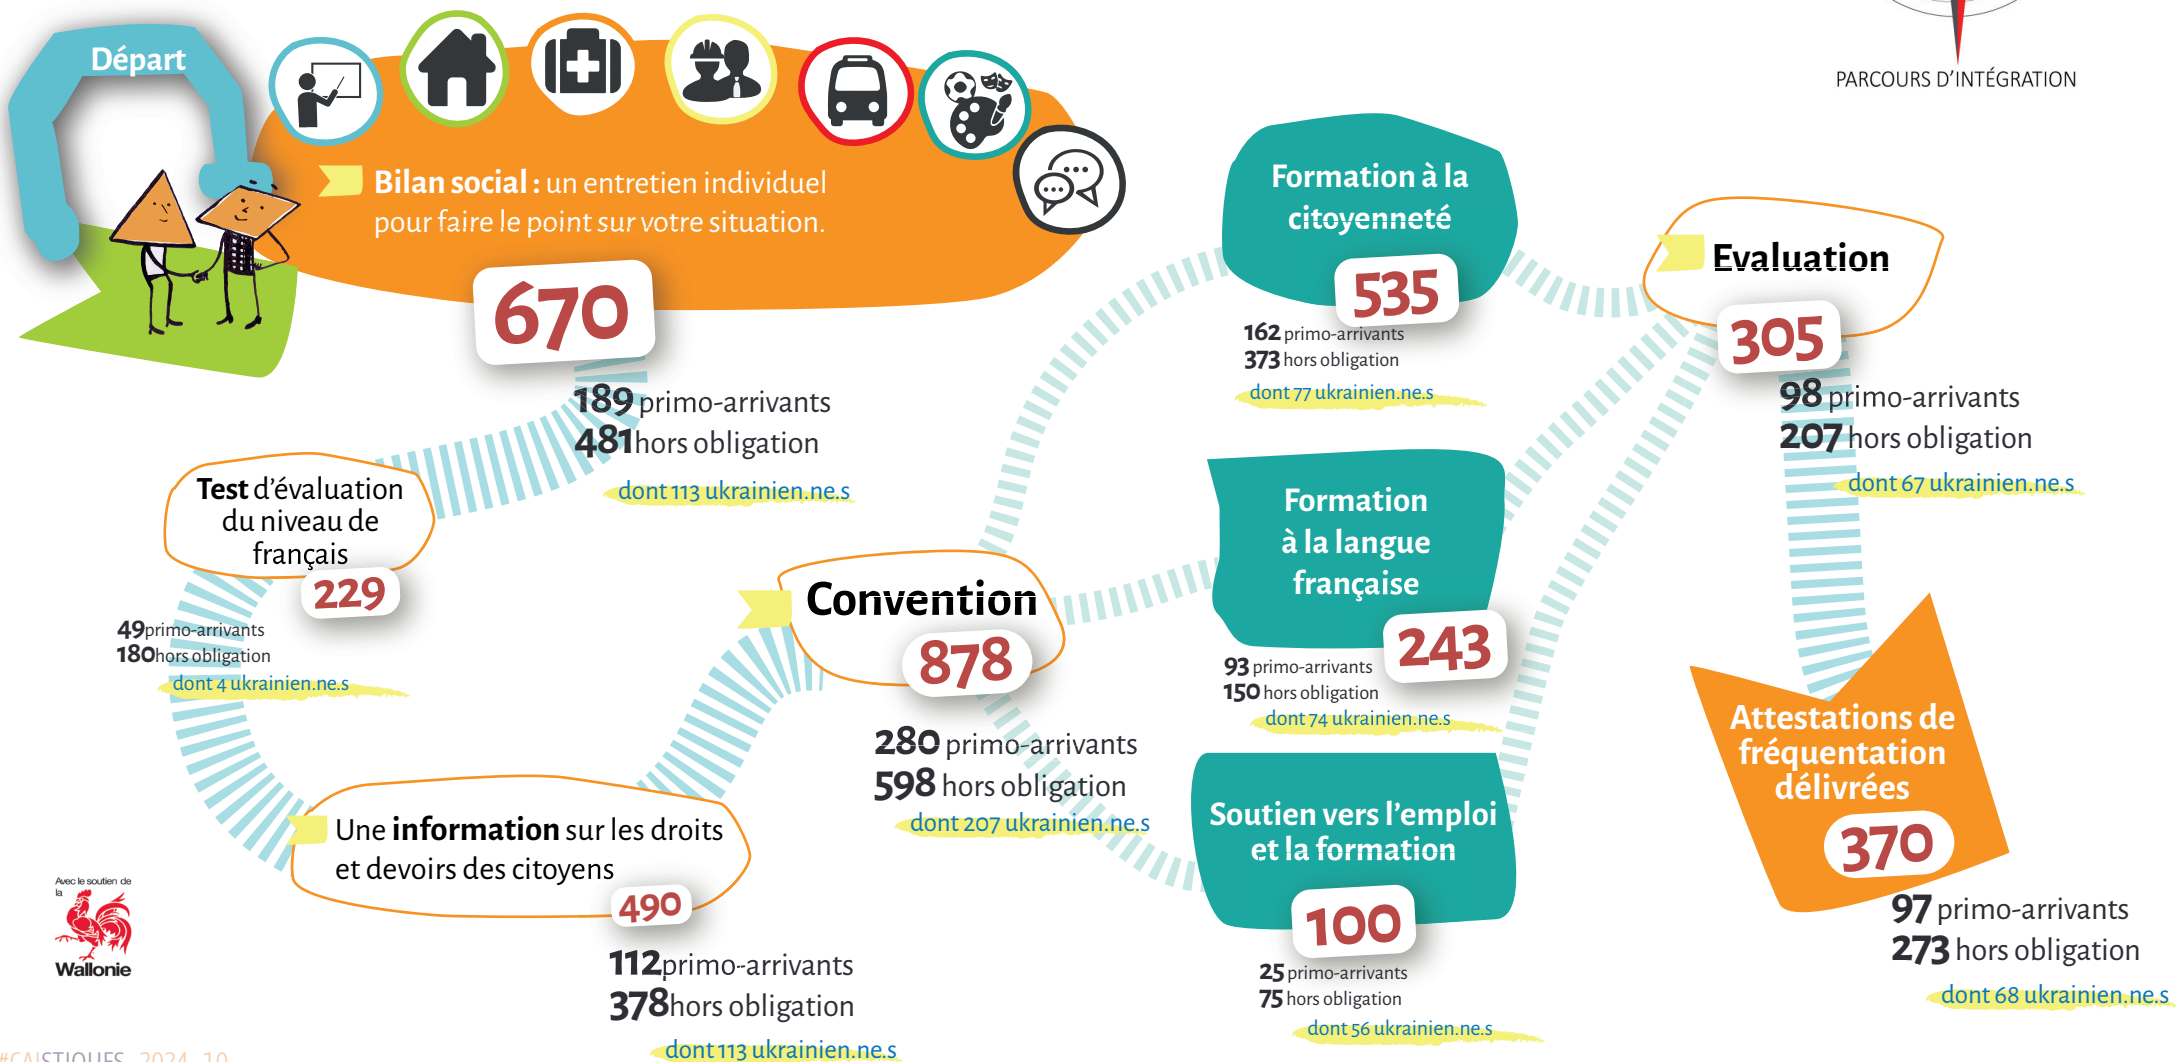 Départ
PARCOURS D'INTÉGRATION
Bilan social : un entretien individuel
pour faire le point sur votre situation.
670
189 primo-arrivants
481 hors obligation
dont 113 ukrainien.ne.s
Test d'évaluation
du niveau de
français
229
49 primo-arrivants
180 hors obligation
dont 4 ukrainien.ne.s
Une information sur les droits
et devoirs des citoyens
490
112 primo-arrivants
378 hors obligation
dont 113 ukrainien.ne.s
Convention
878
280 primo-arrivants
598 hors obligation
dont 207 ukrainien.ne.s
Formation à la
citoyenneté
535
162 primo-arrivants
373 hors obligation
dont 77 ukrainien.ne.s
Formation
à la langue
française
243
93 primo-arrivants
150 hors obligation
dont 74 ukrainien.ne.s
Soutien vers l'emploi
et la formation
100
25 primo-arrivants
75 hors obligation
dont 56 ukrainien.ne.s
Evaluation
305
98 primo-arrivants
207 hors obligation
dont 67 ukrainien.ne.s
Attestations de
fréquentation
délivrées
370
97 primo-arrivants
273 hors obligation
dont 68 ukrainien.ne.s
Avec le soutien de
la
Wallonie